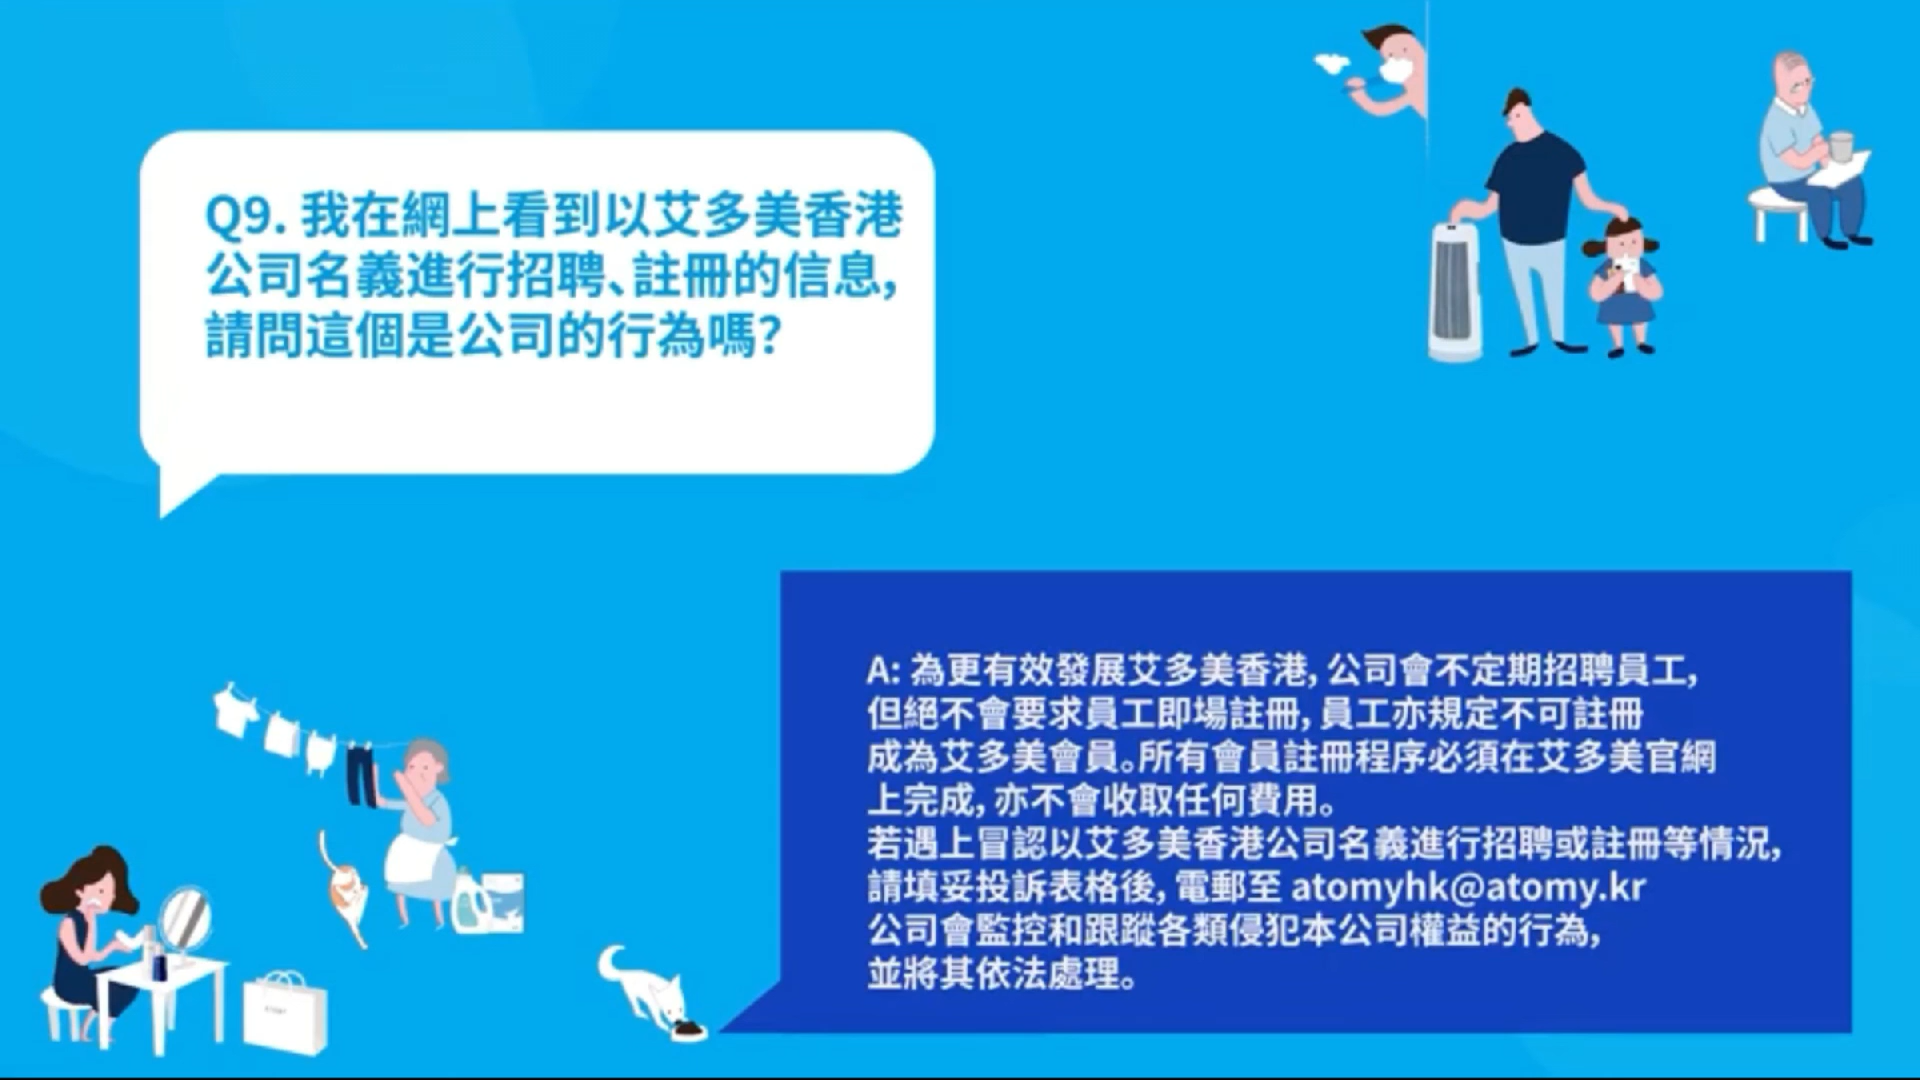 Q9. 我在網上看到以艾多美香港
公司名義進行招聘、註冊的信息,
請問這個是公司的行為嗎?
A: 為更有效發展艾多美香港, 公司會不定期招聘員工,
但絕不會要求員工即場註冊, 員工亦規定不可註冊
成為艾多美會員。所有會員註冊程序必須在艾多美官網
上完成, 亦不會收取任何費用。
若遇上冒認以艾多美香港公司名義進行招聘或註冊等情況,
請填妥投訴表格後, 電郵至 atomyhk@atomy.kr
公司會監控和跟蹤各類侵犯本公司權益的行為,
並將其依法處理。